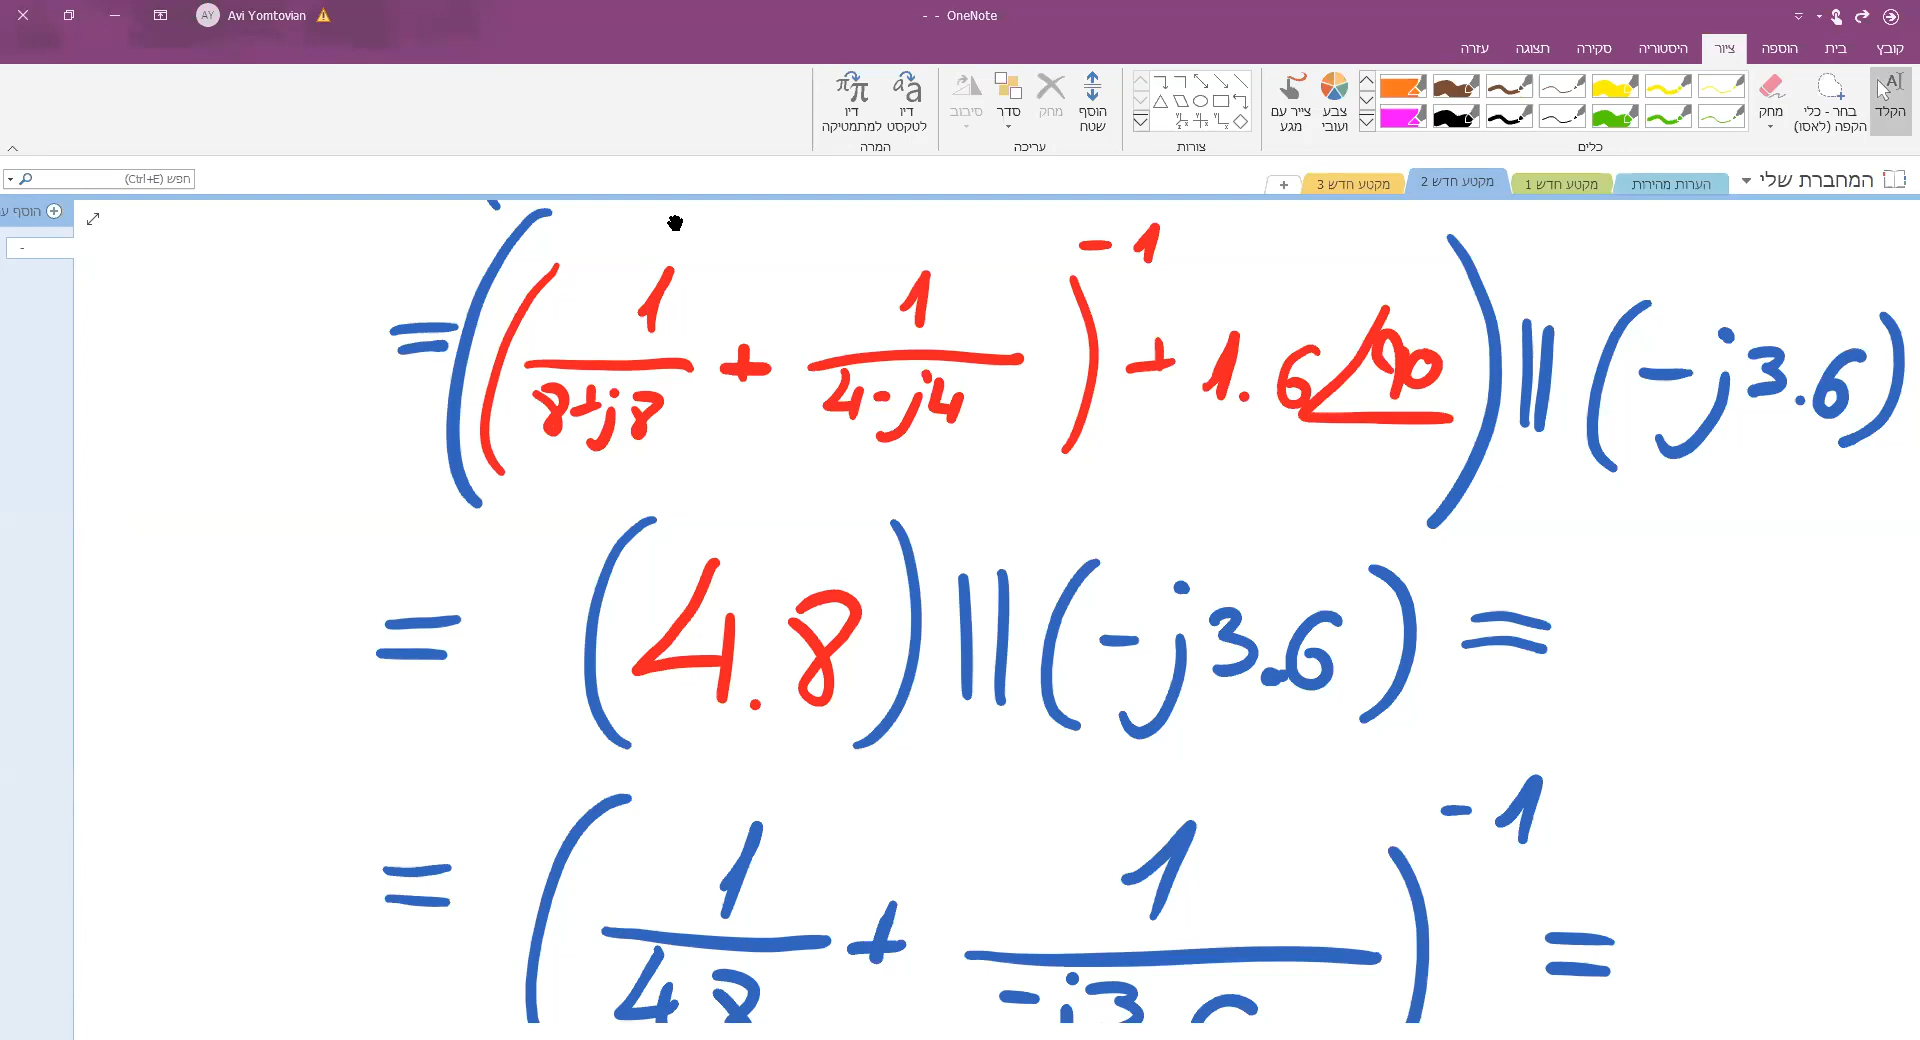 Avi Yomtovian
- - OneNote
קובץ בית הוספה ציור היסטוריה סקירה תצוגה עזרה
הקלד
בחר - כלי הקפה (לאסו)
מחק
צבע ועובי
צייר עם מגע
הוסף שטח
מחק
סדר
סיבוב
דיו לטקסט
דיו למתמטיקה
כלים צורות עריכה המרה
המחברת שלי הערות מהירות מקטע חדש 1 מקטע חדש 2 מקטע חדש 3 +
חפש (Ctrl+E)
הוסף
-
= ((1/(8+j8) + 1/(4-j4))^-1 + 1.6∠90) || (-j3.6)
= (4.8) || (-j3.6) =
= (1/4.8 + 1/(-j3.6))^-1 =